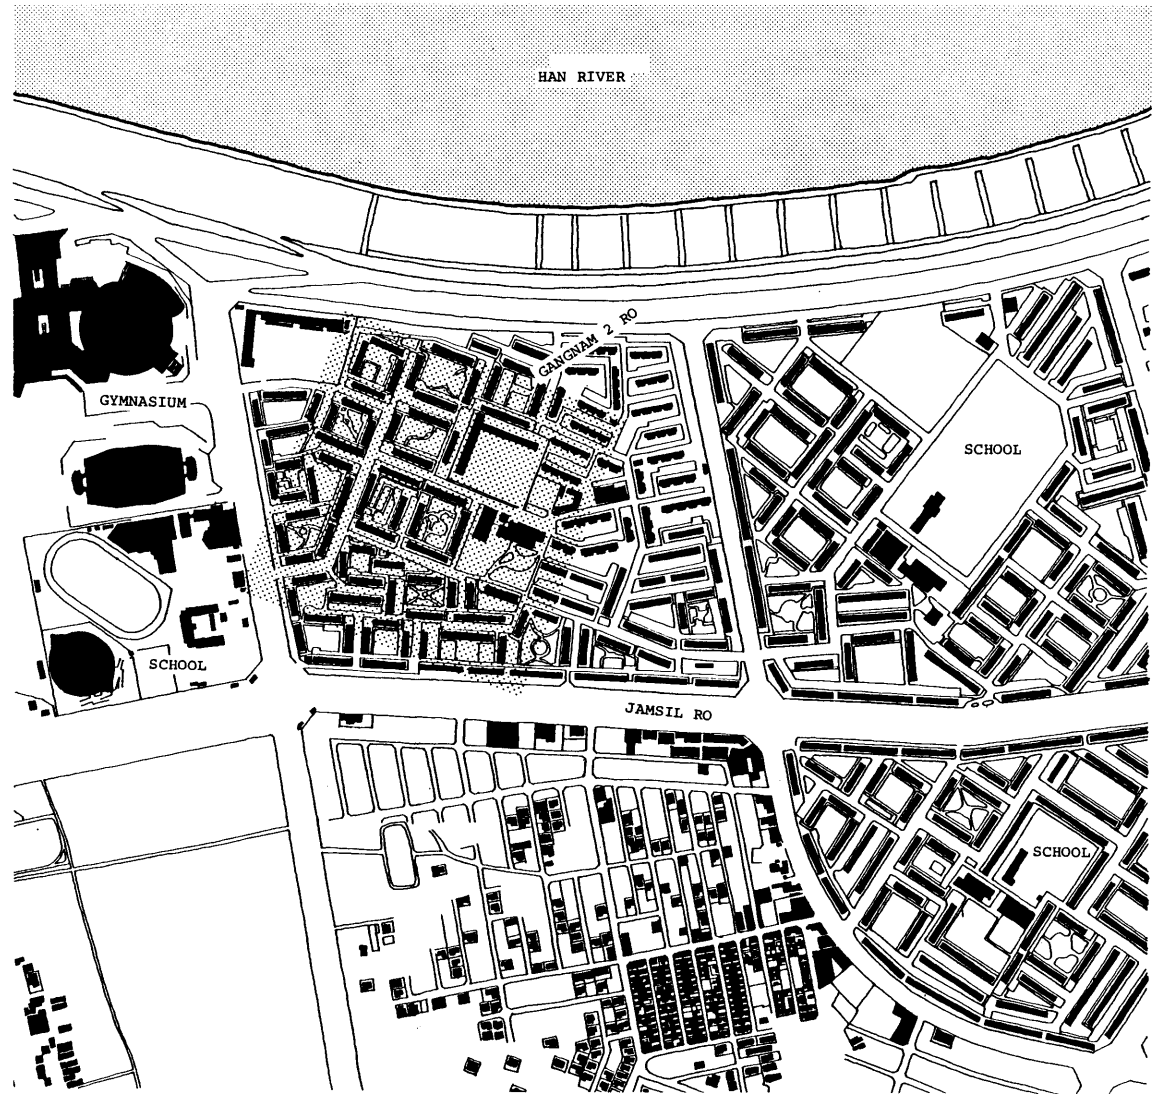 HAN RIVER
GANGNAM 2 RO
GYMNASIUM
SCHOOL
SCHOOL
JAMSIL RO
SCHOOL